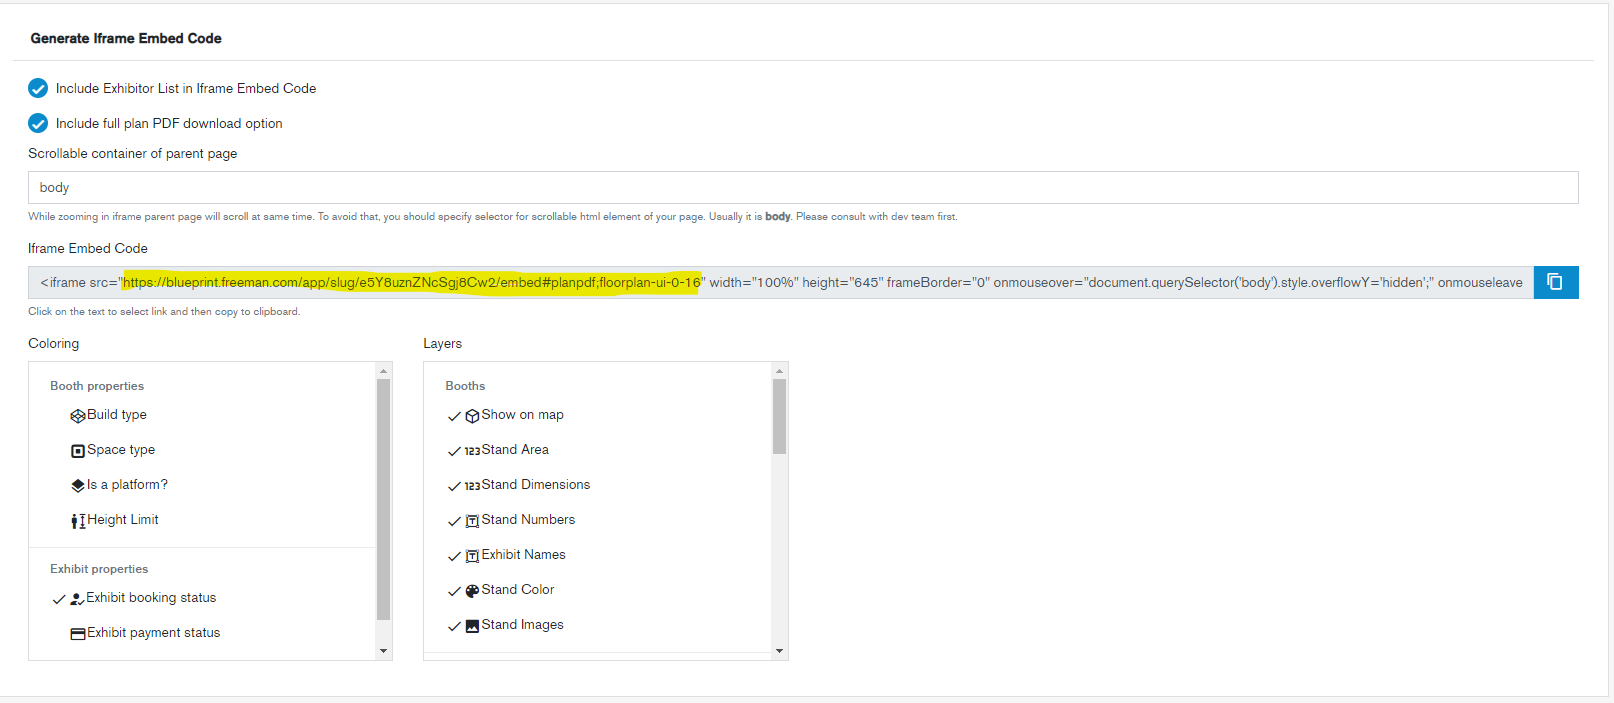 Generate Iframe Embed Code
Include Exhibitor List in Iframe Embed Code
Include full plan PDF download option
Scrollable container of parent page
body
While zooming in iframe parent page will scroll at same time. To avoid that, you should specify selector for scrollable html element of your page. Usually it is body. Please consult with dev team first.
Iframe Embed Code
<iframe src="https://blueprint.freeman.com/app/slug/e5Y8uznZNcSgj8Cw2/embed#planpdf;floorplan-ui-0-16" width="100%" height="645" frameBorder="0" onmouseover="document.querySelector('body').style.overflowY='hidden';" onmouseleave
Click on the text to select link and then copy to clipboard.
Coloring
Booth properties
Build type
Space type
Is a platform?
Height Limit
Exhibit properties
Exhibit booking status
Exhibit payment status
Layers
Booths
Show on map
123 Stand Area
123 Stand Dimensions
Stand Numbers
Exhibit Names
Stand Color
Stand Images